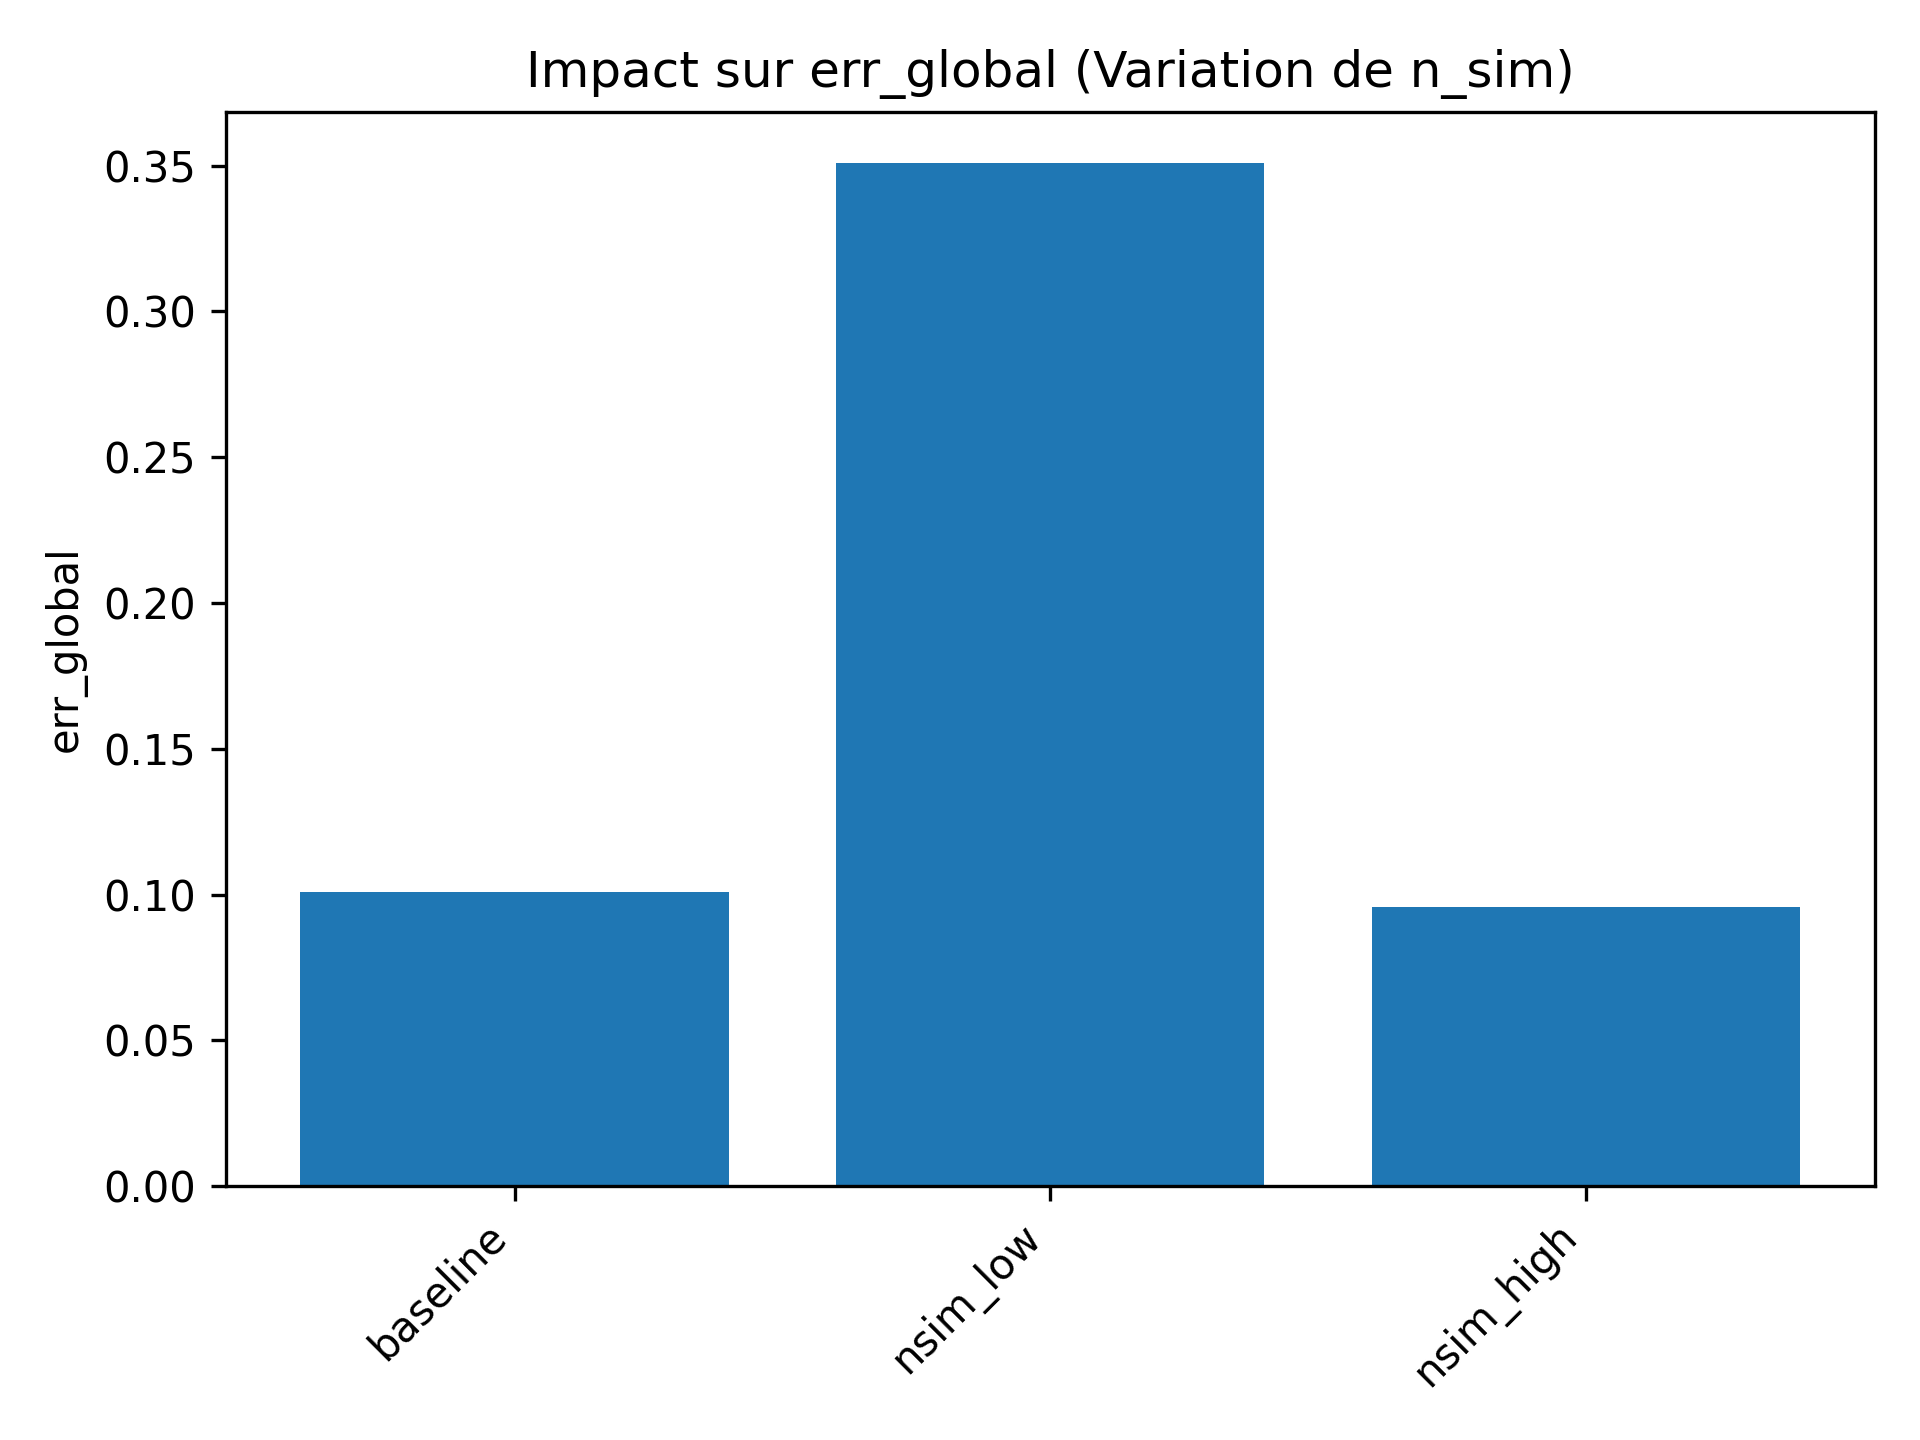 Impact sur err_global (Variation de n_sim)
err_global
0.35
0.30
0.25
0.20
0.15
0.10
0.05
0.00
baseline
nsim_low
nsim_high